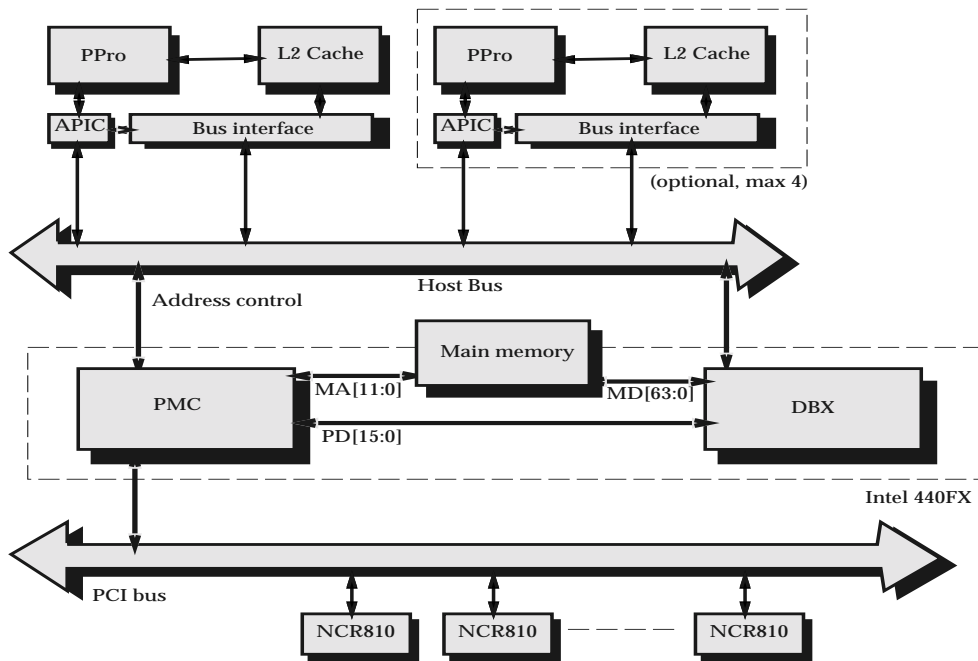 PPro
L2 Cache
PPro
L2 Cache
APIC
Bus interface
APIC
Bus interface
(optional, max 4)
Host Bus
Address control
Main memory
PMC
MA[11:0]
MD[63:0]
DBX
PD[15:0]
Intel 440FX
PCI bus
NCR810
NCR810
NCR810